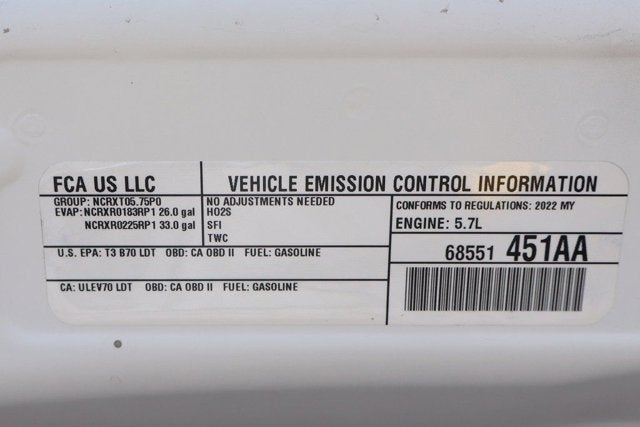 FCA US LLC
VEHICLE EMISSION CONTROL INFORMATION
GROUP: NCRXT05.75P0
EVAP: NCRXR0183RP1 26.0 gal
NCRXR0225RP1 33.0 gal
NO ADJUSTMENTS NEEDED
HO2S
SFI
TWC
CONFORMS TO REGULATIONS: 2022 MY
ENGINE: 5.7L
U.S. EPA: T3 B70 LDT OBD: CA OBD II FUEL: GASOLINE
68551 451AA
CA: ULEV70 LDT OBD: CA OBD II FUEL: GASOLINE